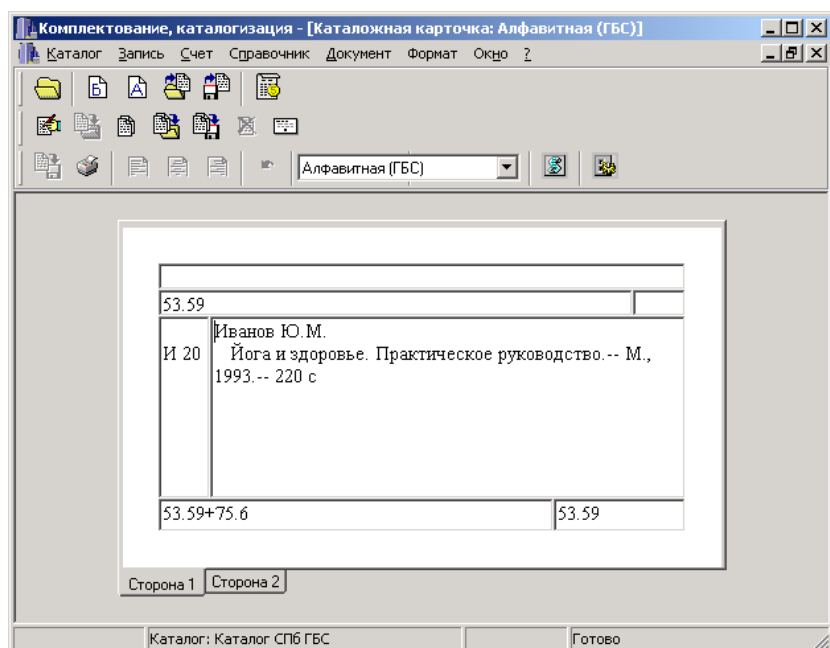 Комплектование, каталогизация - [Каталожная карточка: Алфавитная (ГБС)]
Каталог Запись Счет Справочник Документ Формат Окно ?
Б А
Алфавитная (ГБС)
53.59
Иванов Ю.М.
И 20 Йога и здоровье. Практическое руководство.-- М.,
1993.-- 220 с
53.59+75.6 53.59
Сторона 1 Сторона 2
Каталог: Каталог СПб ГБС Готово